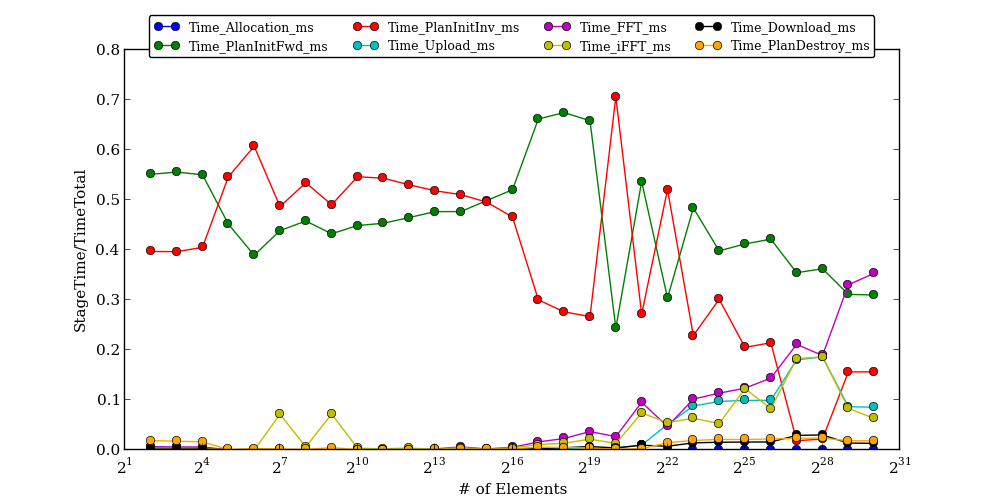 Time_Allocation_ms Time_PlanInitInv_ms Time_FFT_ms Time_Download_ms
Time_PlanInitFwd_ms Time_Upload_ms Time_iFFT_ms Time_PlanDestroy_ms
0.8
0.7
0.6
0.5
0.4
0.3
0.2
0.1
0.0
StageTime/TimeTotal
2^1 2^4 2^7 2^10 2^13 2^16 2^19 2^22 2^25 2^28 2^31
# of Elements